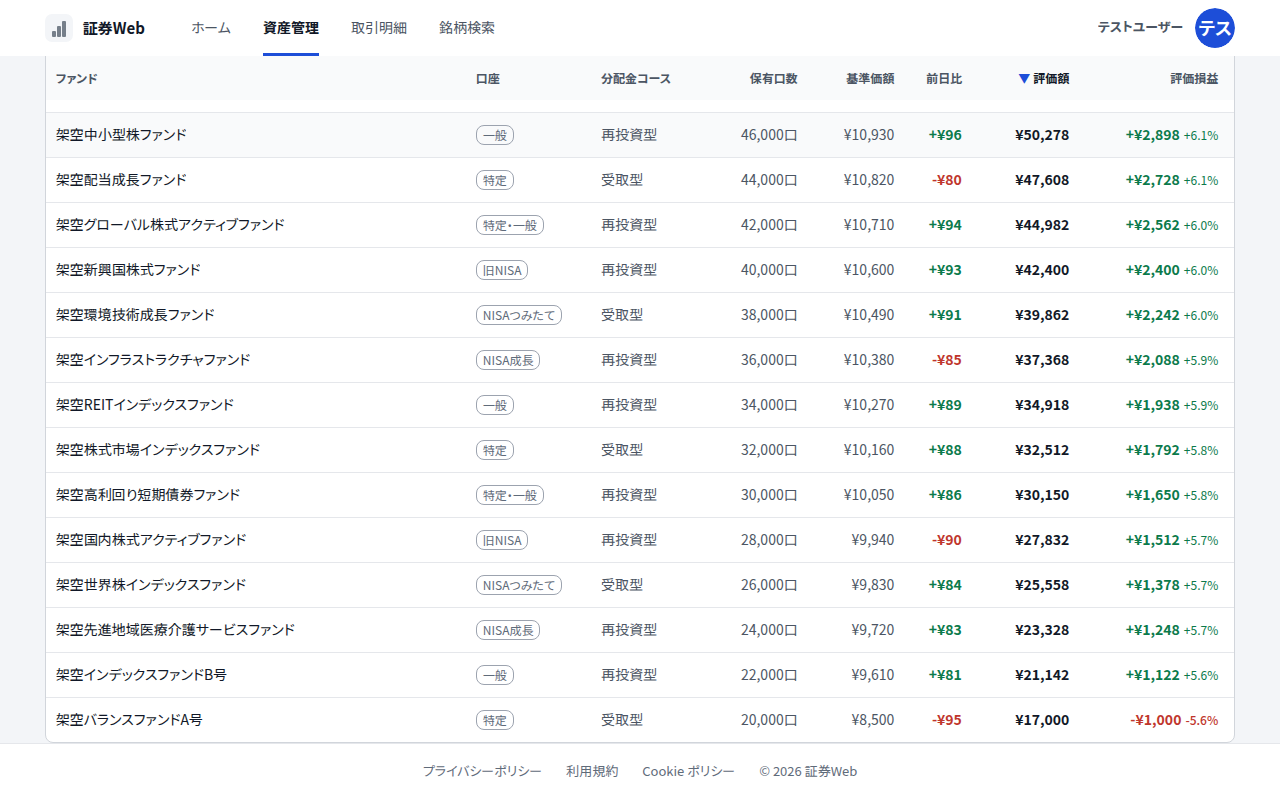 証券Web ホーム 資産管理 取引明細 銘柄検索 テストユーザー テス
ファンド 口座 分配金コース 保有口数 基準価額 前日比 ▼ 評価額 評価損益
架空中小型株ファンド 一般 再投資型 46,000口 ¥10,930 +¥96 ¥50,278 +¥2,898 +6.1%
架空配当成長ファンド 特定 受取型 44,000口 ¥10,820 -¥80 ¥47,608 +¥2,728 +6.1%
架空グローバル株式アクティブファンド 特定・一般 再投資型 42,000口 ¥10,710 +¥94 ¥44,982 +¥2,562 +6.0%
架空新興国株式ファンド 旧NISA 再投資型 40,000口 ¥10,600 +¥93 ¥42,400 +¥2,400 +6.0%
架空環境技術成長ファンド NISAつみたて 受取型 38,000口 ¥10,490 +¥91 ¥39,862 +¥2,242 +6.0%
架空インフラストラクチャファンド NISA成長 再投資型 36,000口 ¥10,380 -¥85 ¥37,368 +¥2,088 +5.9%
架空REITインデックスファンド 一般 再投資型 34,000口 ¥10,270 +¥89 ¥34,918 +¥1,938 +5.9%
架空株式市場インデックスファンド 特定 受取型 32,000口 ¥10,160 +¥88 ¥32,512 +¥1,792 +5.8%
架空高利回り短期債券ファンド 特定・一般 再投資型 30,000口 ¥10,050 +¥86 ¥30,150 +¥1,650 +5.8%
架空国内株式アクティブファンド 旧NISA 再投資型 28,000口 ¥9,940 -¥90 ¥27,832 +¥1,512 +5.7%
架空世界株インデックスファンド NISAつみたて 受取型 26,000口 ¥9,830 +¥84 ¥25,558 +¥1,378 +5.7%
架空先進地域医療介護サービスファンド NISA成長 再投資型 24,000口 ¥9,720 +¥83 ¥23,328 +¥1,248 +5.7%
架空インデックスファンドB号 一般 再投資型 22,000口 ¥9,610 +¥81 ¥21,142 +¥1,122 +5.6%
架空バランスファンドA号 特定 受取型 20,000口 ¥8,500 -¥95 ¥17,000 -¥1,000 -5.6%
プライバシーポリシー 利用規約 Cookie ポリシー © 2026 証券Web